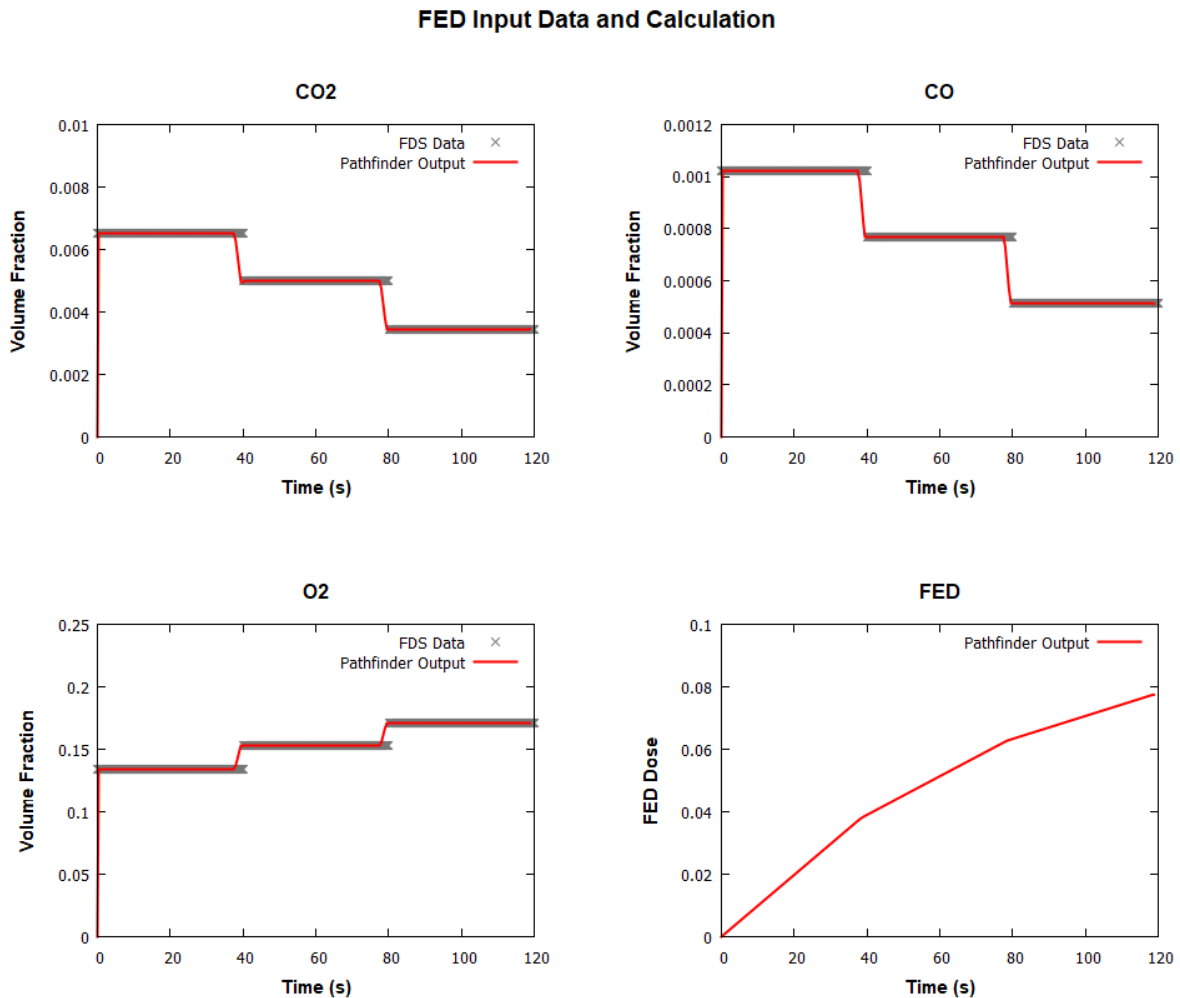 FED Input Data and Calculation
CO2
0.01
0.008
0.006
0.004
0.002
0
Volume Fraction
FDS Data
Pathfinder Output
0 20 40 60 80 100 120
Time (s)
CO
0.0012
0.001
0.0008
0.0006
0.0004
0.0002
0
Volume Fraction
FDS Data
Pathfinder Output
0 20 40 60 80 100 120
Time (s)
O2
0.25
0.2
0.15
0.1
0.05
0
Volume Fraction
FDS Data
Pathfinder Output
0 20 40 60 80 100 120
Time (s)
FED
0.1
0.08
0.06
0.04
0.02
0
FED Dose
Pathfinder Output
0 20 40 60 80 100 120
Time (s)